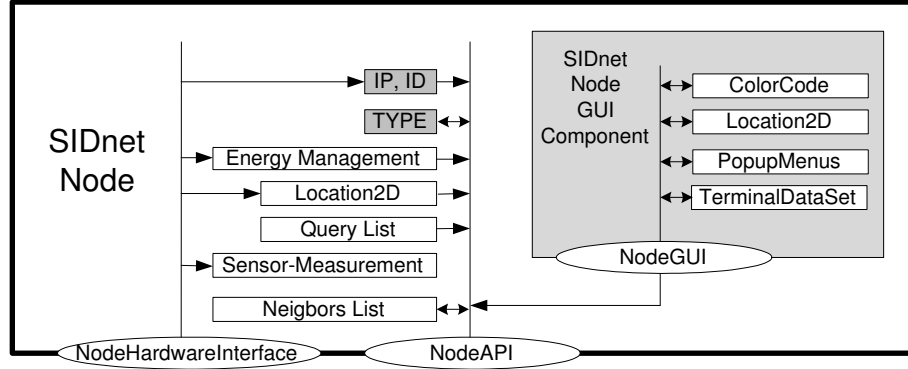 SIDnet
Node
IP, ID
TYPE
Energy Management
Location2D
Query List
Sensor-Measurement
Neigbors List
NodeHardwareInterface
NodeAPI
SIDnet
Node
GUI
Component
ColorCode
Location2D
PopupMenus
TerminalDataSet
NodeGUI